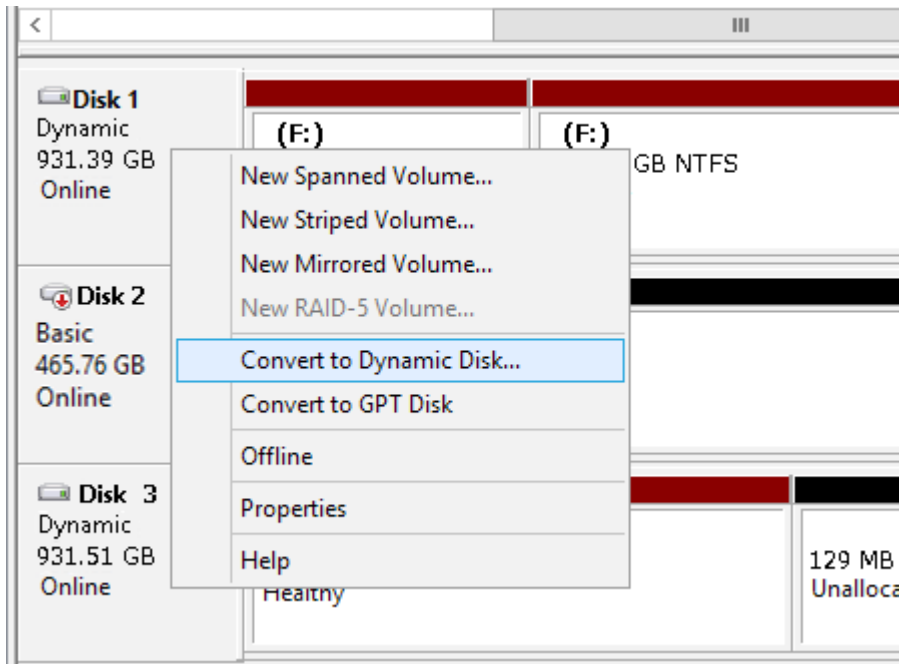 Disk 1
Dynamic
931.39 GB
Online
(F:)
(F:)
GB NTFS
New Spanned Volume...
New Striped Volume...
New Mirrored Volume...
New RAID-5 Volume...
Convert to Dynamic Disk...
Convert to GPT Disk
Offline
Properties
Help
Disk 2
Basic
465.76 GB
Online
Disk 3
Dynamic
931.51 GB
Online
Healthy
129 MB
Unalloca